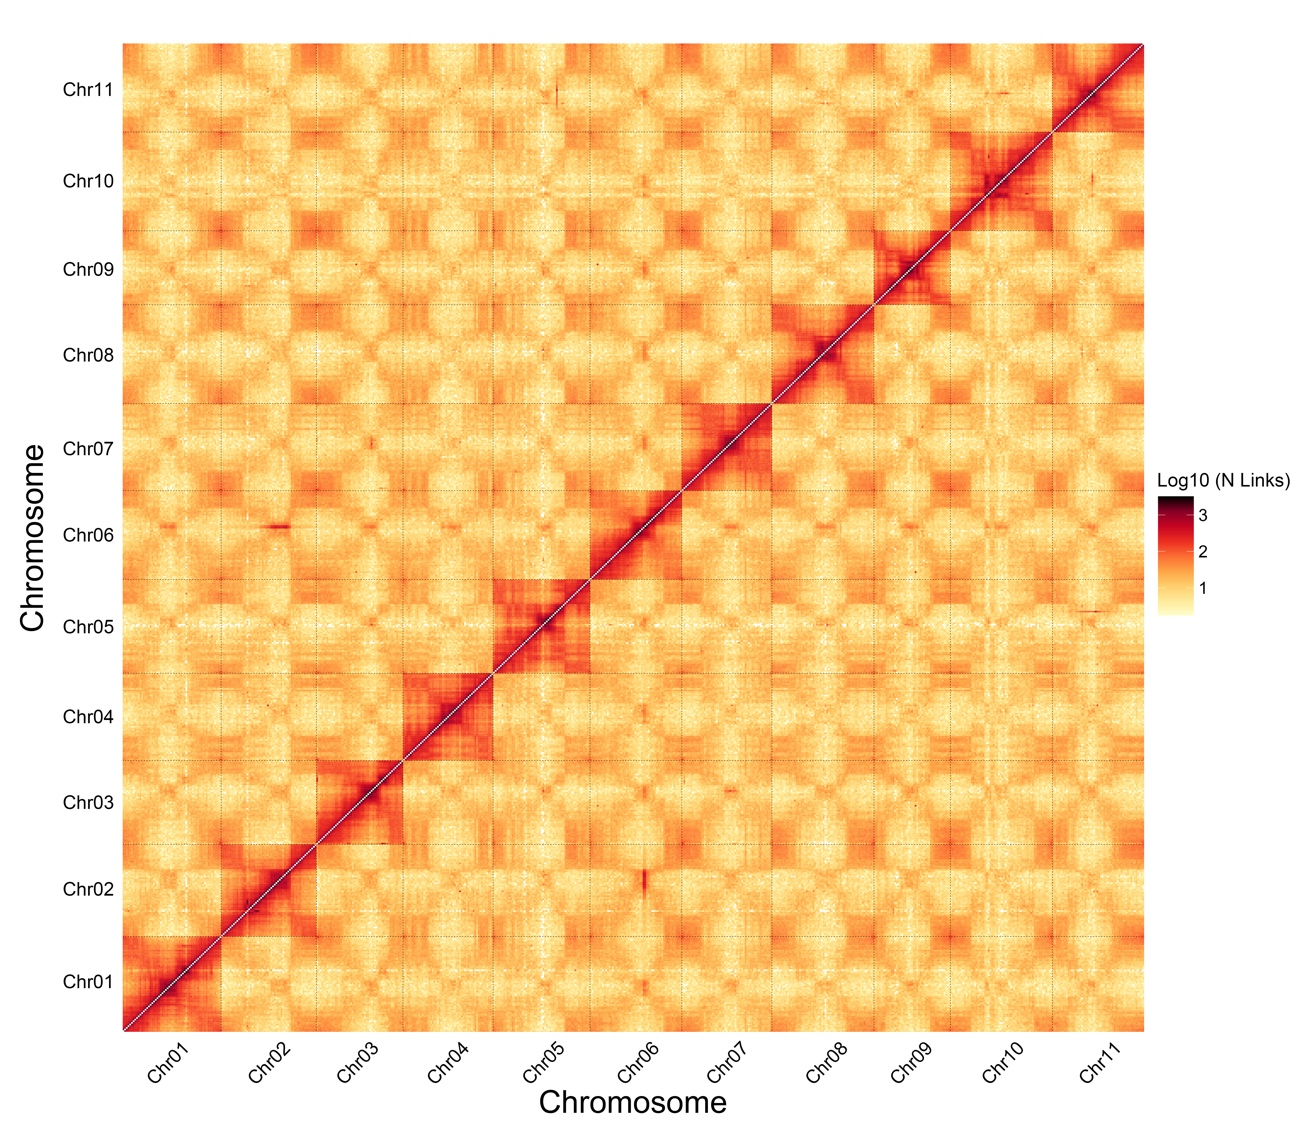 Chr11
Chr10
Chr09
Chr08
Chr07
Chr06
Chr05
Chr04
Chr03
Chr02
Chr01
Chromosome
Log10 (N Links)
3
2
1
Chr01 Chr02 Chr03 Chr04 Chr05 Chr06 Chr07 Chr08 Chr09 Chr10 Chr11
Chromosome